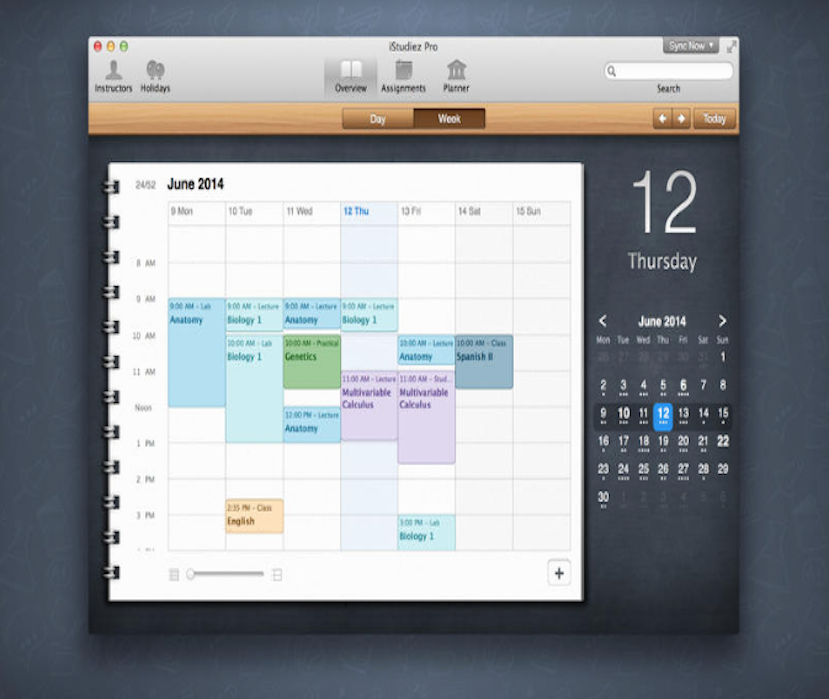 iStudiez Pro
Sync Now
Instructors Holidays Overview Assignments Planner Search
Day Week Today
24/52 June 2014
9 Mon 10 Tue 11 Wed 12 Thu 13 Fri 14 Sat 15 Sun
8 AM
9 AM
9:00 AM - Lab 9:00 AM - Lecture 9:00 AM - Lecture 9:00 AM - Lecture
Anatomy Biology 1 Anatomy Biology 1
10 AM
10:00 AM - Lab 10:00 AM - Practical 10:00 AM - Lecture 10:00 AM - Class
Biology 1 Genetics Anatomy Spanish II
11 AM
11:00 AM - Lecture 11:00 AM - Stud...
Multivariable Multivariable
Calculus Calculus
Noon
12:00 PM - Lecture
Anatomy
1 PM
2 PM
2:35 PM - Class
English
3 PM
3:00 PM - Lab
Biology 1
+
12
Thursday
< June 2014 >
Mon Tue Wed Thu Fri Sat Sun
26 27 28 29 30 31 1
2 3 4 5 6 7 8
9 10 11 12 13 14 15
16 17 18 19 20 21 22
23 24 25 26 27 28 29
30 1 2 3 4 5 6